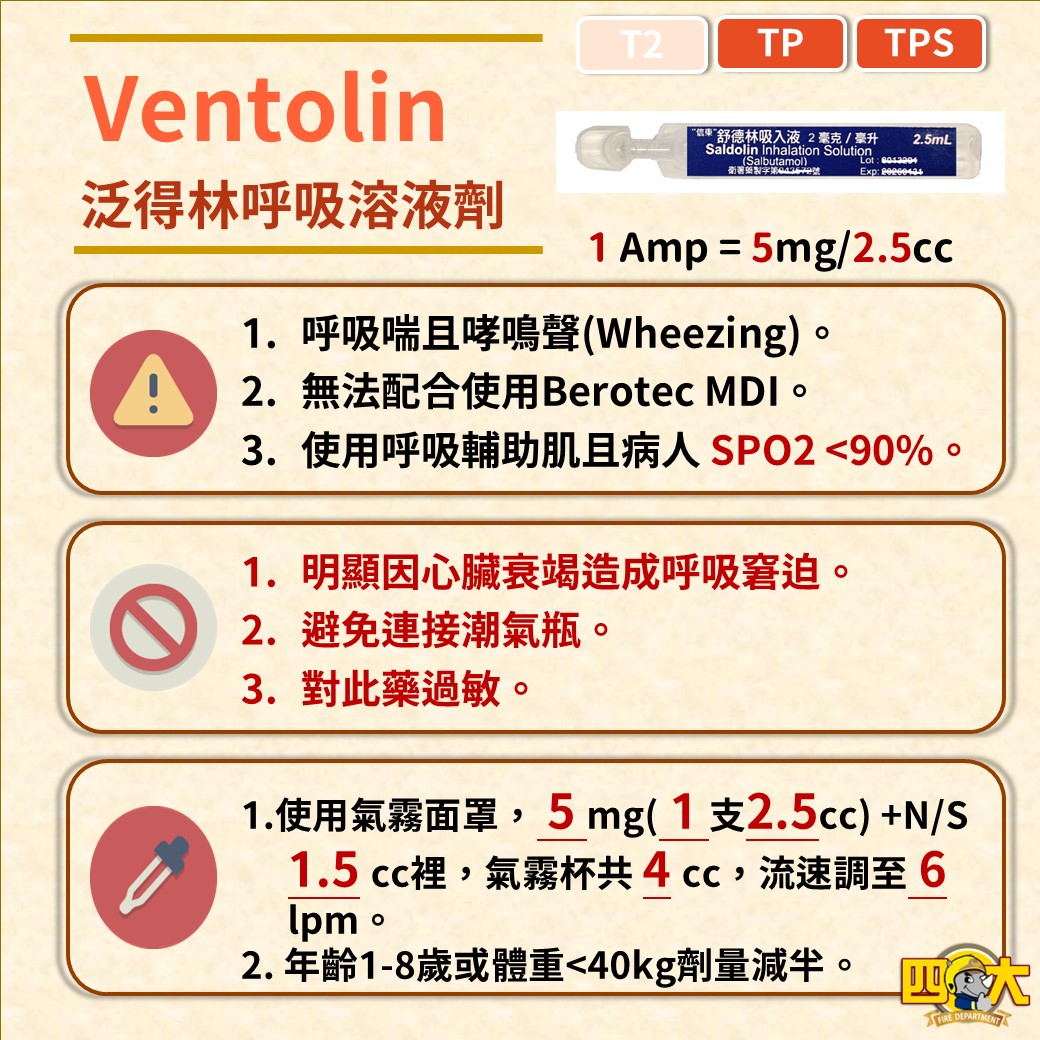 T2 TP TPS
Ventolin
泛得林呼吸溶液劑
"信東"舒德林吸入液 2 毫克 / 毫升 2.5mL
Saldolin Inhalation Solution
(Salbutamol) Lot :
衛署藥製字第043572號 Exp:
1 Amp = 5mg/2.5cc
1. 呼吸喘且哮鳴聲(Wheezing)。
2. 無法配合使用Berotec MDI。
3. 使用呼吸輔助肌且病人 SPO2 <90%。
1. 明顯因心臟衰竭造成呼吸窘迫。
2. 避免連接潮氣瓶。
3. 對此藥過敏。
1.使用氣霧面罩， 5 mg( 1 支2.5cc) +N/S
1.5 cc裡，氣霧杯共 4 cc，流速調至 6
lpm。
2. 年齡1-8歲或體重<40kg劑量減半。
四大
FIRE DEPARTMENT